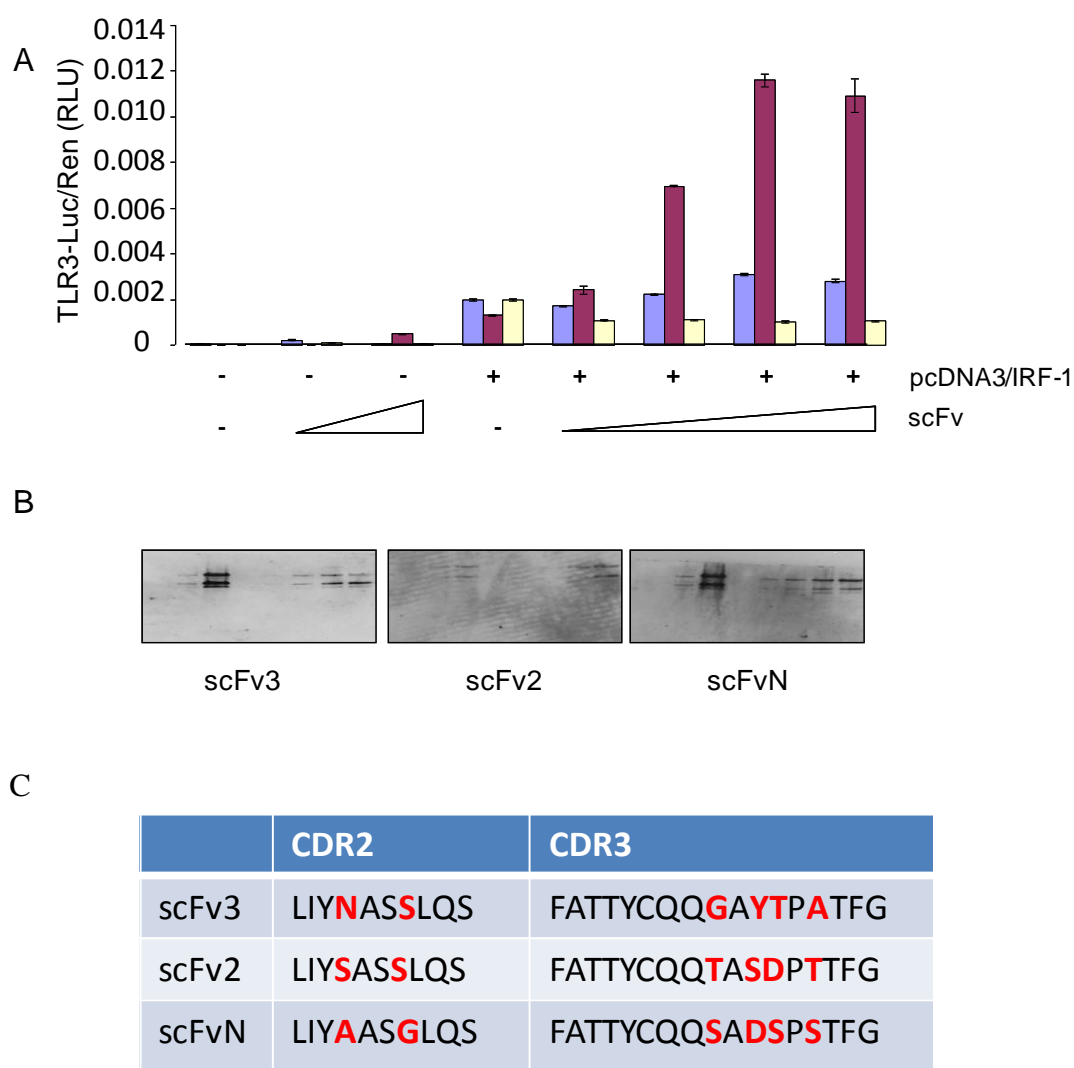 A
TLR3-Luc/Ren (RLU)
0.014
0.012
0.010
0.008
0.006
0.004
0.002
0
- - - + + + + + pcDNA3/IRF-1
- - scFv
B
scFv3 scFv2 scFvN
C
CDR2 CDR3
scFv3 LIYNASSLQS FATTYCQQGAYTPATFG
scFv2 LIYSASSLQS FATTYCQQTASDPTTFG
scFvN LIYAASGLQS FATTYCQQSADSPSTFG